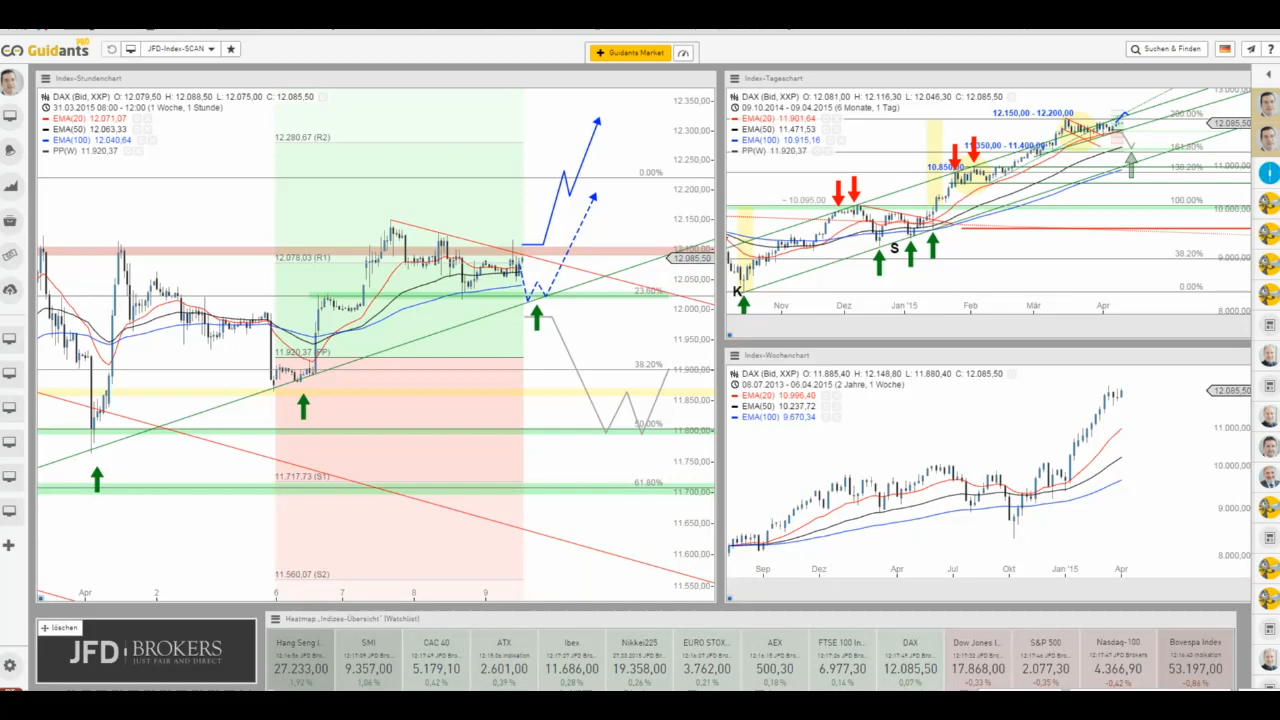 Guidants PRO
JFD-Index-SCAN
Guidants Market
Suchen & Finden
Index-Stundenchart
DAX (Bid, XXP) O: 12.079,50 H: 12.088,50 L: 12.075,00 C: 12.085,50
31.03.2015 08:00 - 12:00 (1 Woche, 1 Stunde)
EMA(20) 12.071,07
EMA(50) 12.063,33
EMA(100) 12.040,64
PP(W) 11.920,37
12.280,67 (R2)
0.00%
12.078,03 (R1)
23.60%
11.920,37 (PP)
38.20%
50.00%
11.717,73 (S1)
61.80%
11.560,07 (S2)
12.350,00
12.300,00
12.250,00
12.200,00
12.150,00
12.100,00
12.085,50
12.050,00
12.000,00
11.950,00
11.900,00
11.850,00
11.800,00
11.750,00
11.700,00
11.650,00
11.600,00
11.550,00
Apr 2 6 7 8 9
Index-Tageschart
DAX (Bid, XXP) O: 12.081,00 H: 12.116,30 L: 12.046,30 C: 12.085,50
09.10.2014 - 09.04.2015 (6 Monate, 1 Tag)
EMA(20) 11.901,64
EMA(50) 11.471,53
EMA(100) 10.915,16
PP(W) 11.920,37
12.150,00 - 12.200,00
11.350,00 - 11.400,00
10.850,00
~ 10.095,00
K
S
200.00%
161.80%
138.20%
100.00%
38.20%
0.00%
13.000,00
12.085,50
11.000,00
10.000,00
9.000,00
8.000,00
Nov Dez Jan '15 Feb Mär Apr
Index-Wochenchart
DAX (Bid, XXP) O: 11.885,40 H: 12.148,80 L: 11.880,40 C: 12.085,50
08.07.2013 - 06.04.2015 (2 Jahre, 1 Woche)
EMA(20) 10.996,40
EMA(50) 10.237,72
EMA(100) 9.670,34
12.085,50
11.000,00
10.000,00
9.000,00
8.000,00
Sep Dez Apr Jul Okt Jan '15 Apr
löschen
JFD BROKERS
JUST FAIR AND DIRECT
Heatmap „Indizes-Übersicht“ (Watchlist)
Hang Seng I... SMI CAC 40 ATX Ibex Nikkei225 EURO STOX... AEX FTSE 100 In... DAX Dow Jones I... S&P 500 Nasdaq-100 Bovespa Index
27.233,00 9.357,00 5.179,10 2.601,00 11.686,00 19.358,00 3.762,00 500,30 6.977,30 12.085,50 17.868,00 2.077,30 4.366,90 53.197,00
1,92 % 1,06 % 0,42 % 0,39 % 0,28 % 0,26 % 0,21 % 0,18 % 0,14 % 0,07 % -0,33 % -0,35 % -0,42 % -0,86 %